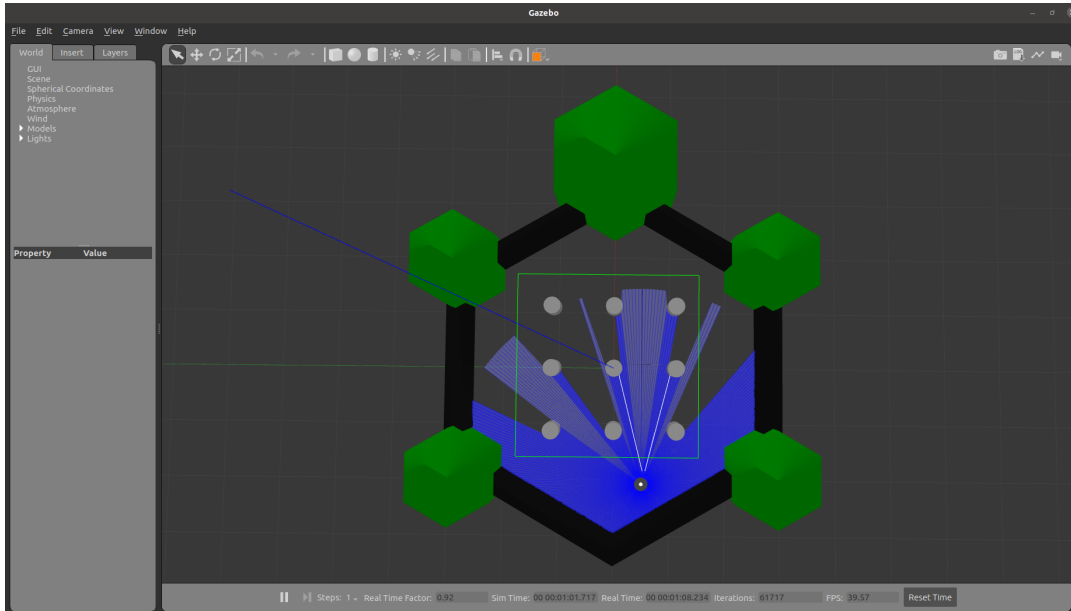 Gazebo
File Edit Camera View Window Help
World Insert Layers
GUI
Scene
Spherical Coordinates
Physics
Atmosphere
Wind
Models
Lights
Property Value
Steps: 1 Real Time Factor: 0.92 Sim Time: 00 00:01:01.717 Real Time: 00 00:01:08.234 Iterations: 61717 FPS: 39.57 Reset Time